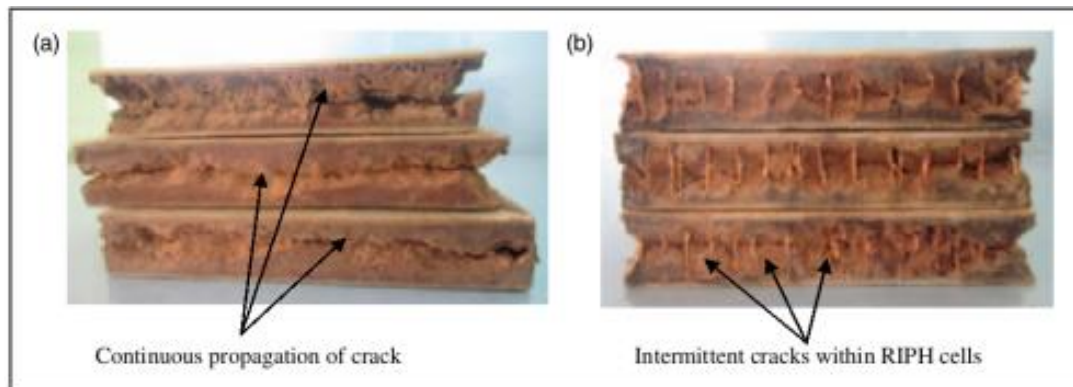 (a)
(b)
Continuous propagation of crack
Intermittent cracks within RIPH cells